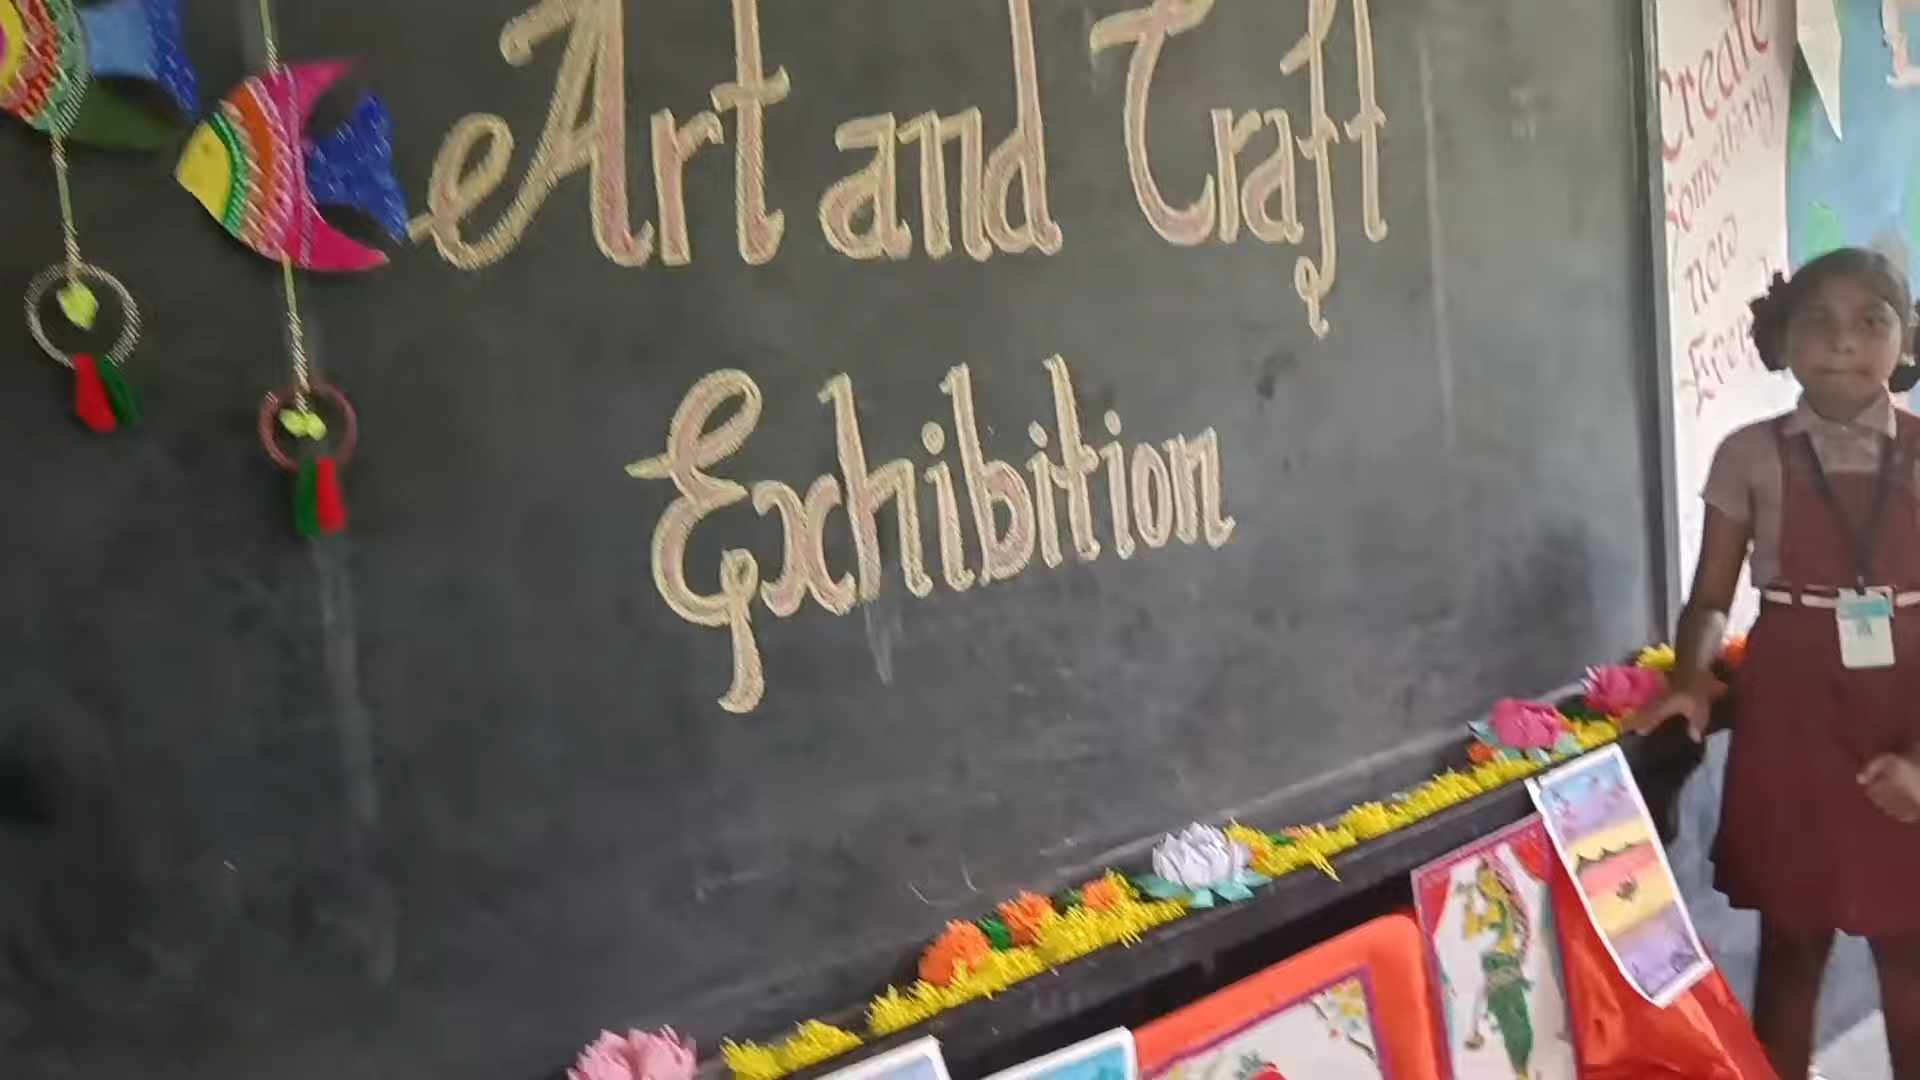 Art and Craft
Exhibition
Create
Something
new